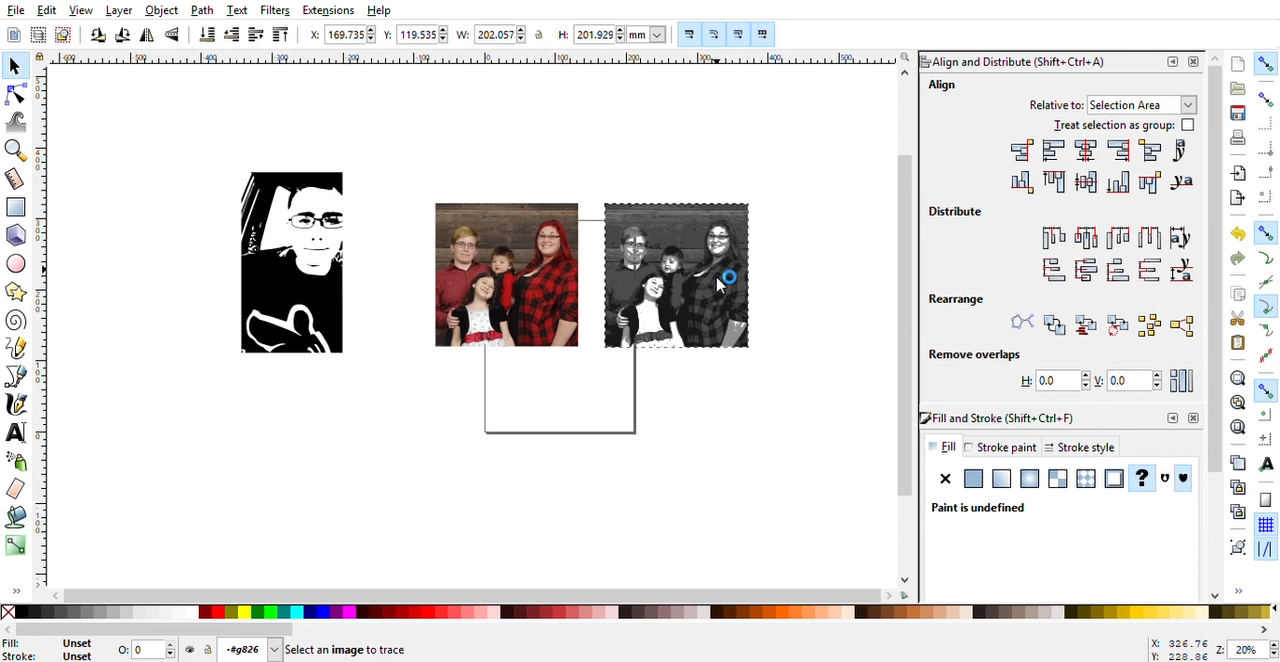 File Edit View Layer Object Path Text Filters Extensions Help
X: 169.735 Y: 119.535 W: 202.057 H: 201.929 mm
Align and Distribute (Shift+Ctrl+A)
Align
Relative to: Selection Area
Treat selection as group:
Distribute
Rearrange
Remove overlaps
H: 0.0 V: 0.0
Fill and Stroke (Shift+Ctrl+F)
Fill Stroke paint Stroke style
Paint is undefined
Fill: Unset
Stroke: Unset
O: 0 -#g826 Select an image to trace
X: 326.76
Y: 228.86
Z: 20%